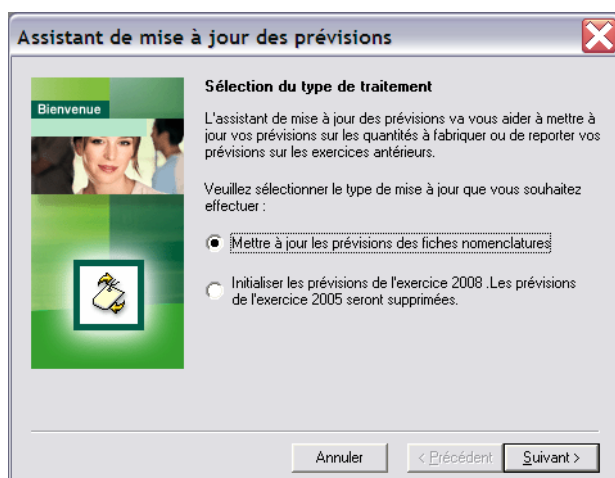 Assistant de mise à jour des prévisions
Bienvenue
Sélection du type de traitement
L'assistant de mise à jour des prévisions va vous aider à mettre à
jour vos prévisions sur les quantités à fabriquer ou de reporter vos
prévisions sur les exercices antérieurs.
Veuillez sélectionner le type de mise à jour que vous souhaitez
effectuer :
Mettre à jour les prévisions des fiches nomenclatures
Initialiser les prévisions de l'exercice 2008 .Les prévisions
de l'exercice 2005 seront supprimées.
Annuler
< Précédent
Suivant >